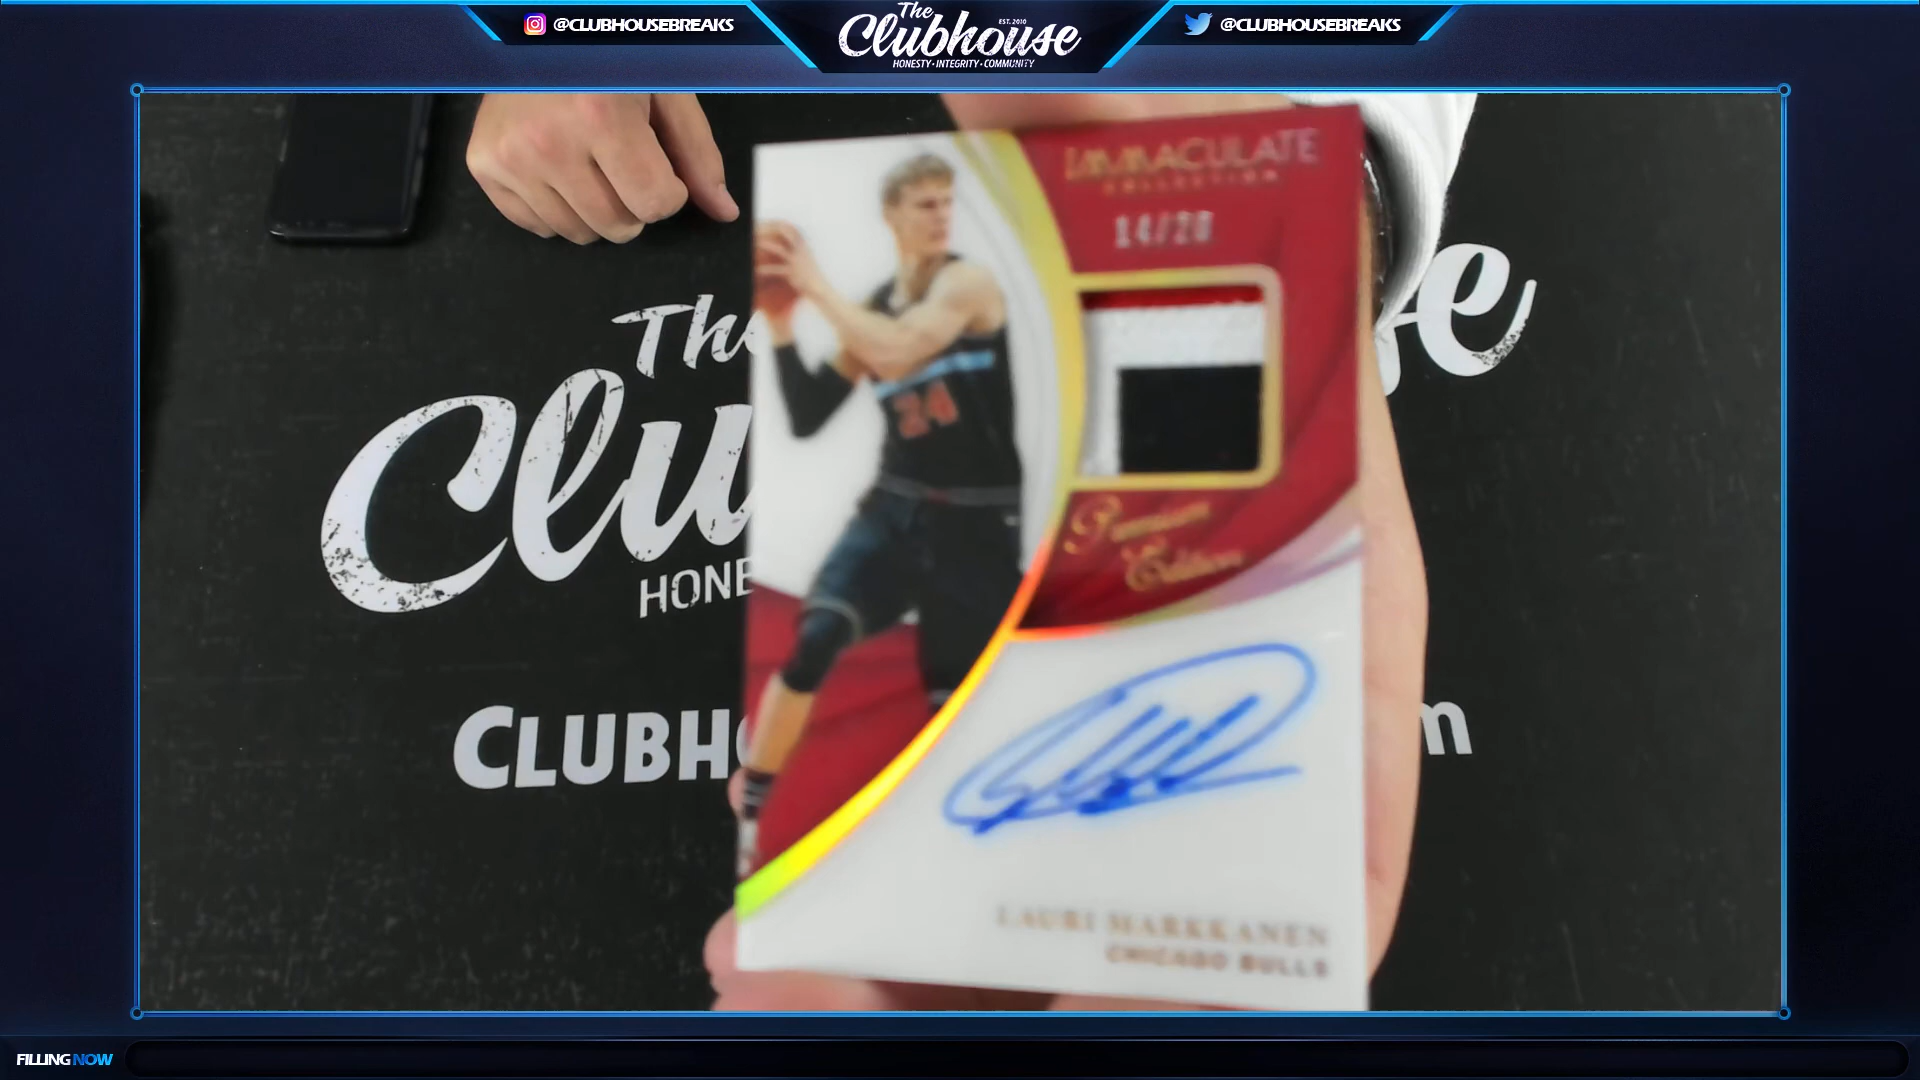 @CLUBHOUSEBREAKS
The
EST. 2010
Clubhouse
HONESTY • INTEGRITY • COMMUNITY
@CLUBHOUSEBREAKS
IMMACULATE
COLLECTION
14/20
24
Premium
Edition
LAURI MARKKANEN
CHICAGO BULLS
The
Clu e
HONE
CLUBH m
FILLING NOW